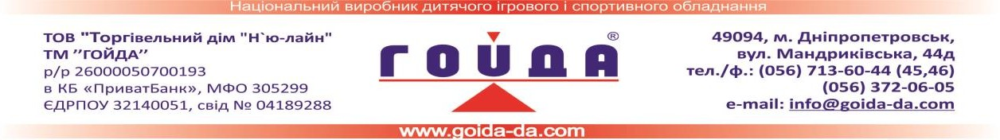 Національний виробник дитячого ігрового і спортивного обладнання
ТОВ "Торгівельний дім "Н`ю-лайн"
ТМ ’’ГОЙДА’’
р/р 26000050700193
в КБ «ПриватБанк», МФО 305299
ЄДРПОУ 32140051, свід № 04189288
ГОЙДА®
49094, м. Дніпропетровськ,
вул. Мандриківська, 44д
тел./ф.: (056) 713-60-44 (45,46)
(056) 372-06-05
e-mail: info@goida-da.com
www.goida-da.com